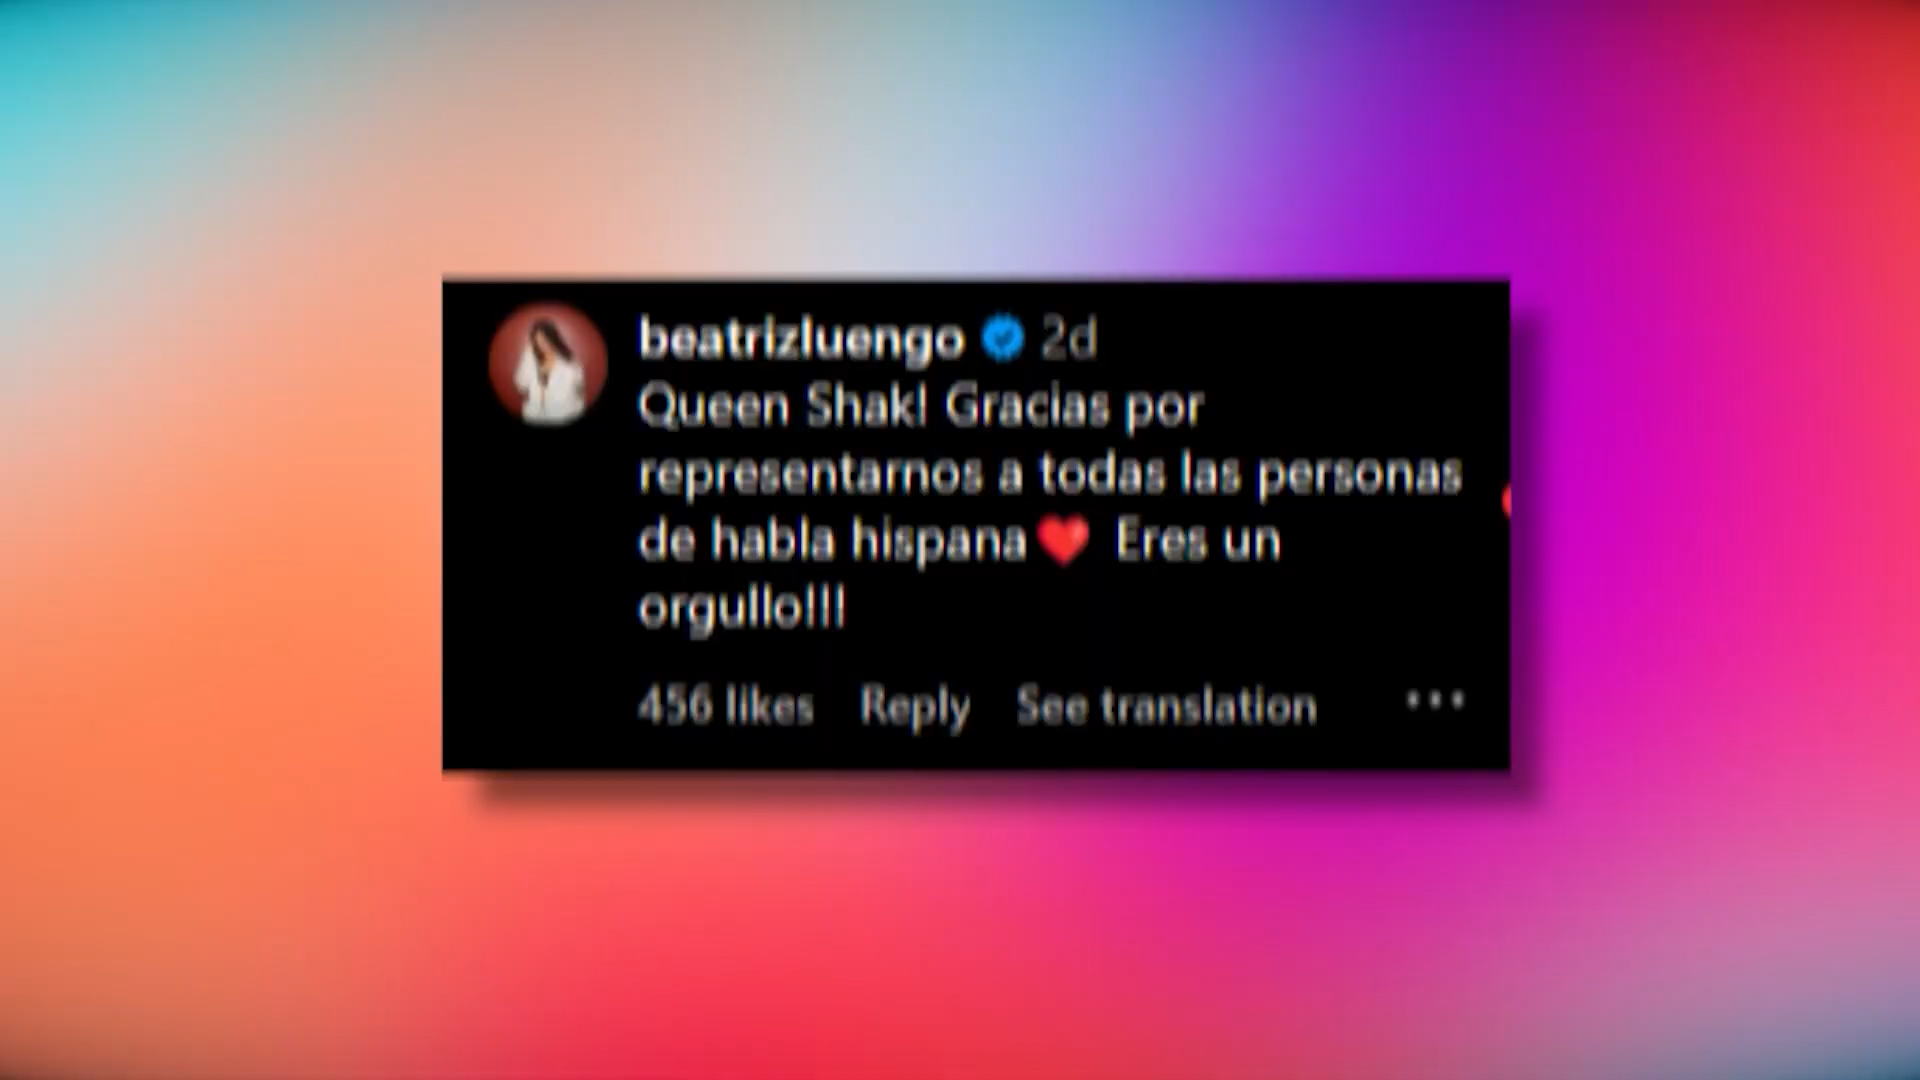 beatrizluengo 2d
Queen Shak! Gracias por
representarnos a todas las personas
de habla hispana❤️ Eres un
orgullo!!!
456 likes Reply See translation ...